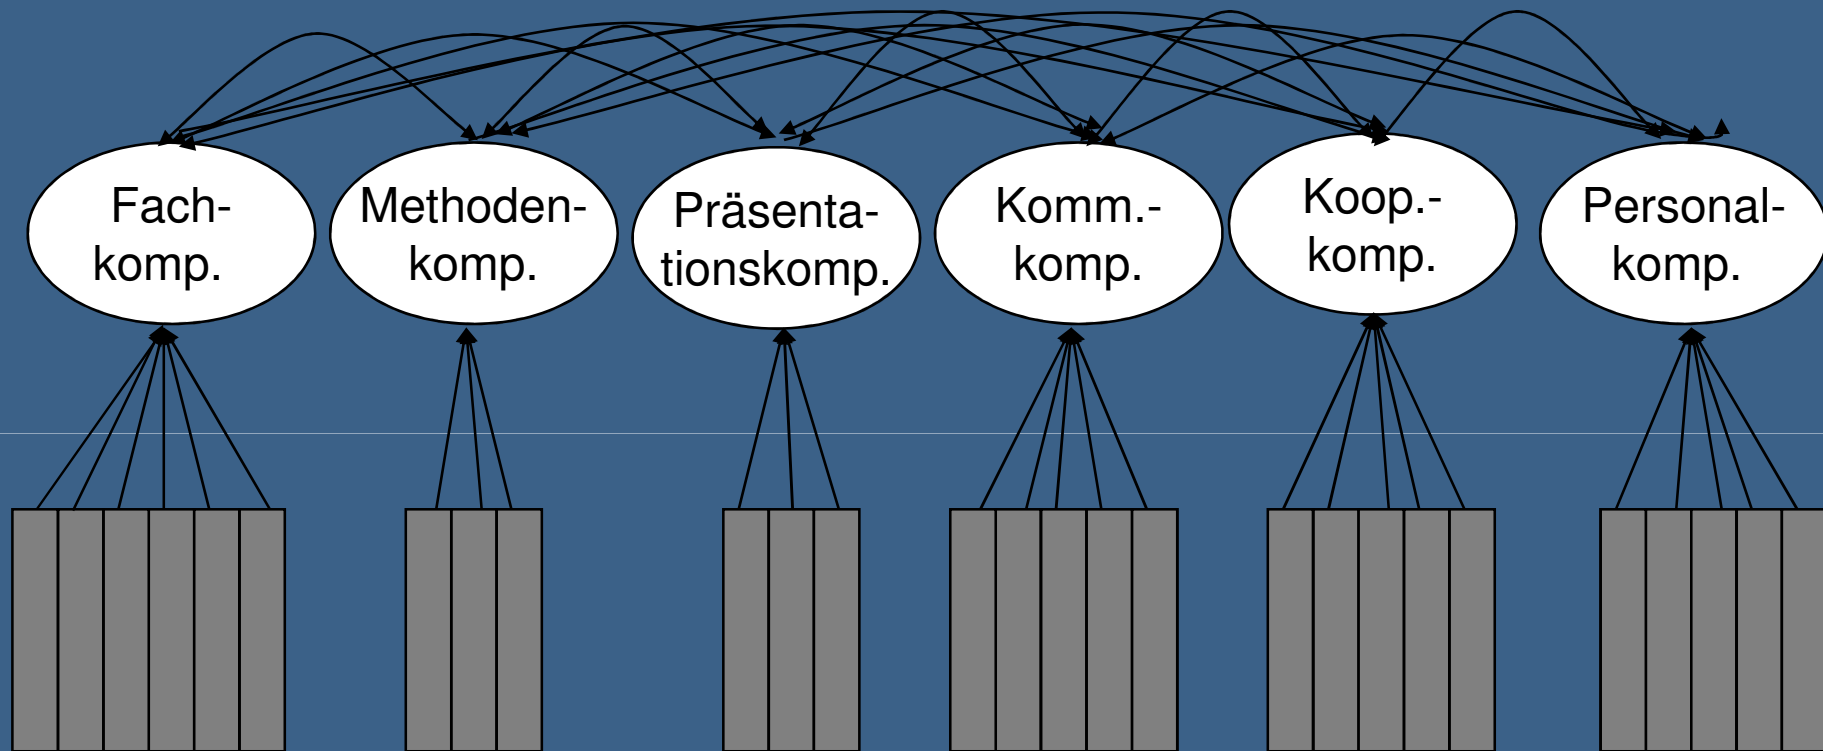 Fach-
komp.
Methoden-
komp.
Präsenta-
tionskomp.
Komm.-
komp.
Koop.-
komp.
Personal-
komp.